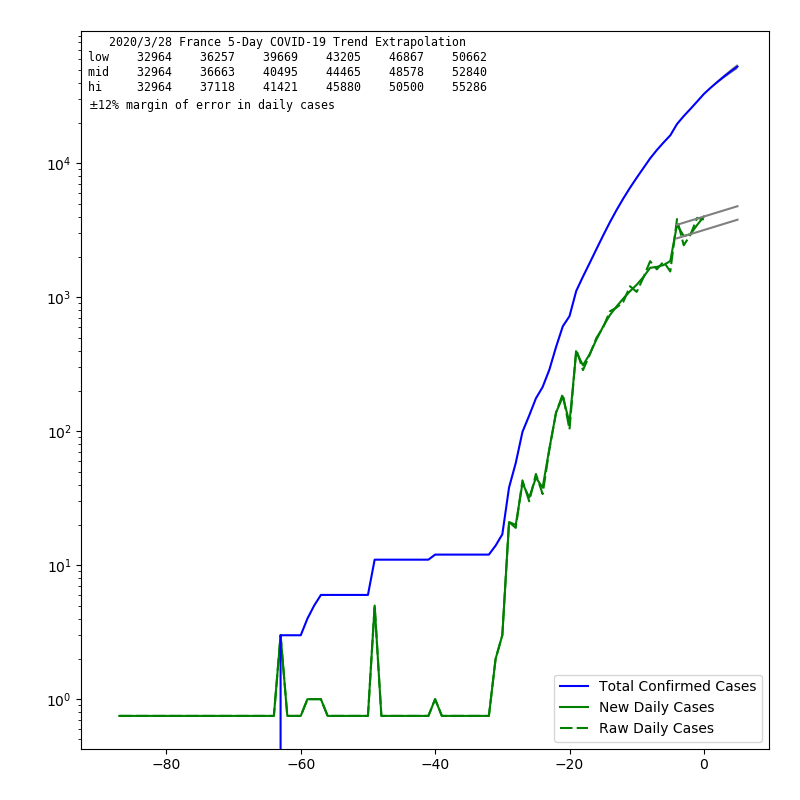 2020/3/28 France 5-Day COVID-19 Trend Extrapolation
low 32964 36257 39669 43205 46867 50662
mid 32964 36663 40495 44465 48578 52840
hi 32964 37118 41421 45880 50500 55286
±12% margin of error in daily cases
10⁴
10³
10²
10¹
10⁰
Total Confirmed Cases
New Daily Cases
Raw Daily Cases
−80 −60 −40 −20 0